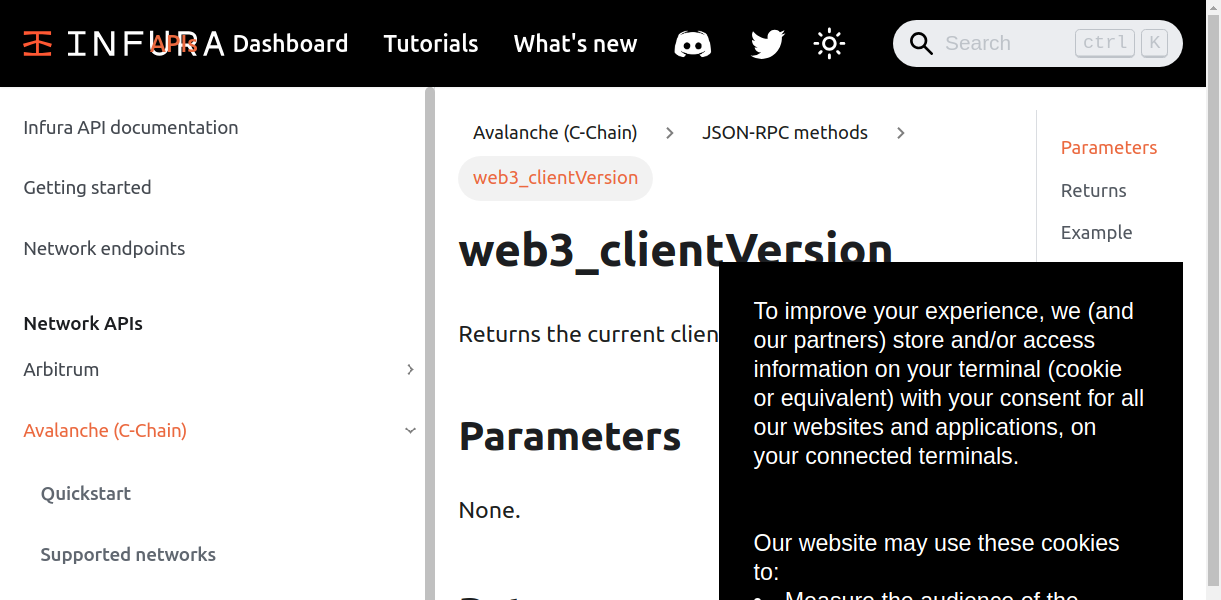 INFURA APIs Dashboard Tutorials What's new Search ctrl K
Infura API documentation
Getting started
Network endpoints
Network APIs
Arbitrum
Avalanche (C-Chain)
Quickstart
Supported networks
Avalanche (C-Chain) JSON-RPC methods
web3_clientVersion
web3_clientVersion
Returns the current clien
Parameters
None.
Parameters
Returns
Example
To improve your experience, we (and
our partners) store and/or access
information on your terminal (cookie
or equivalent) with your consent for all
our websites and applications, on
your connected terminals.
Our website may use these cookies
to:
• Measure the audience of the